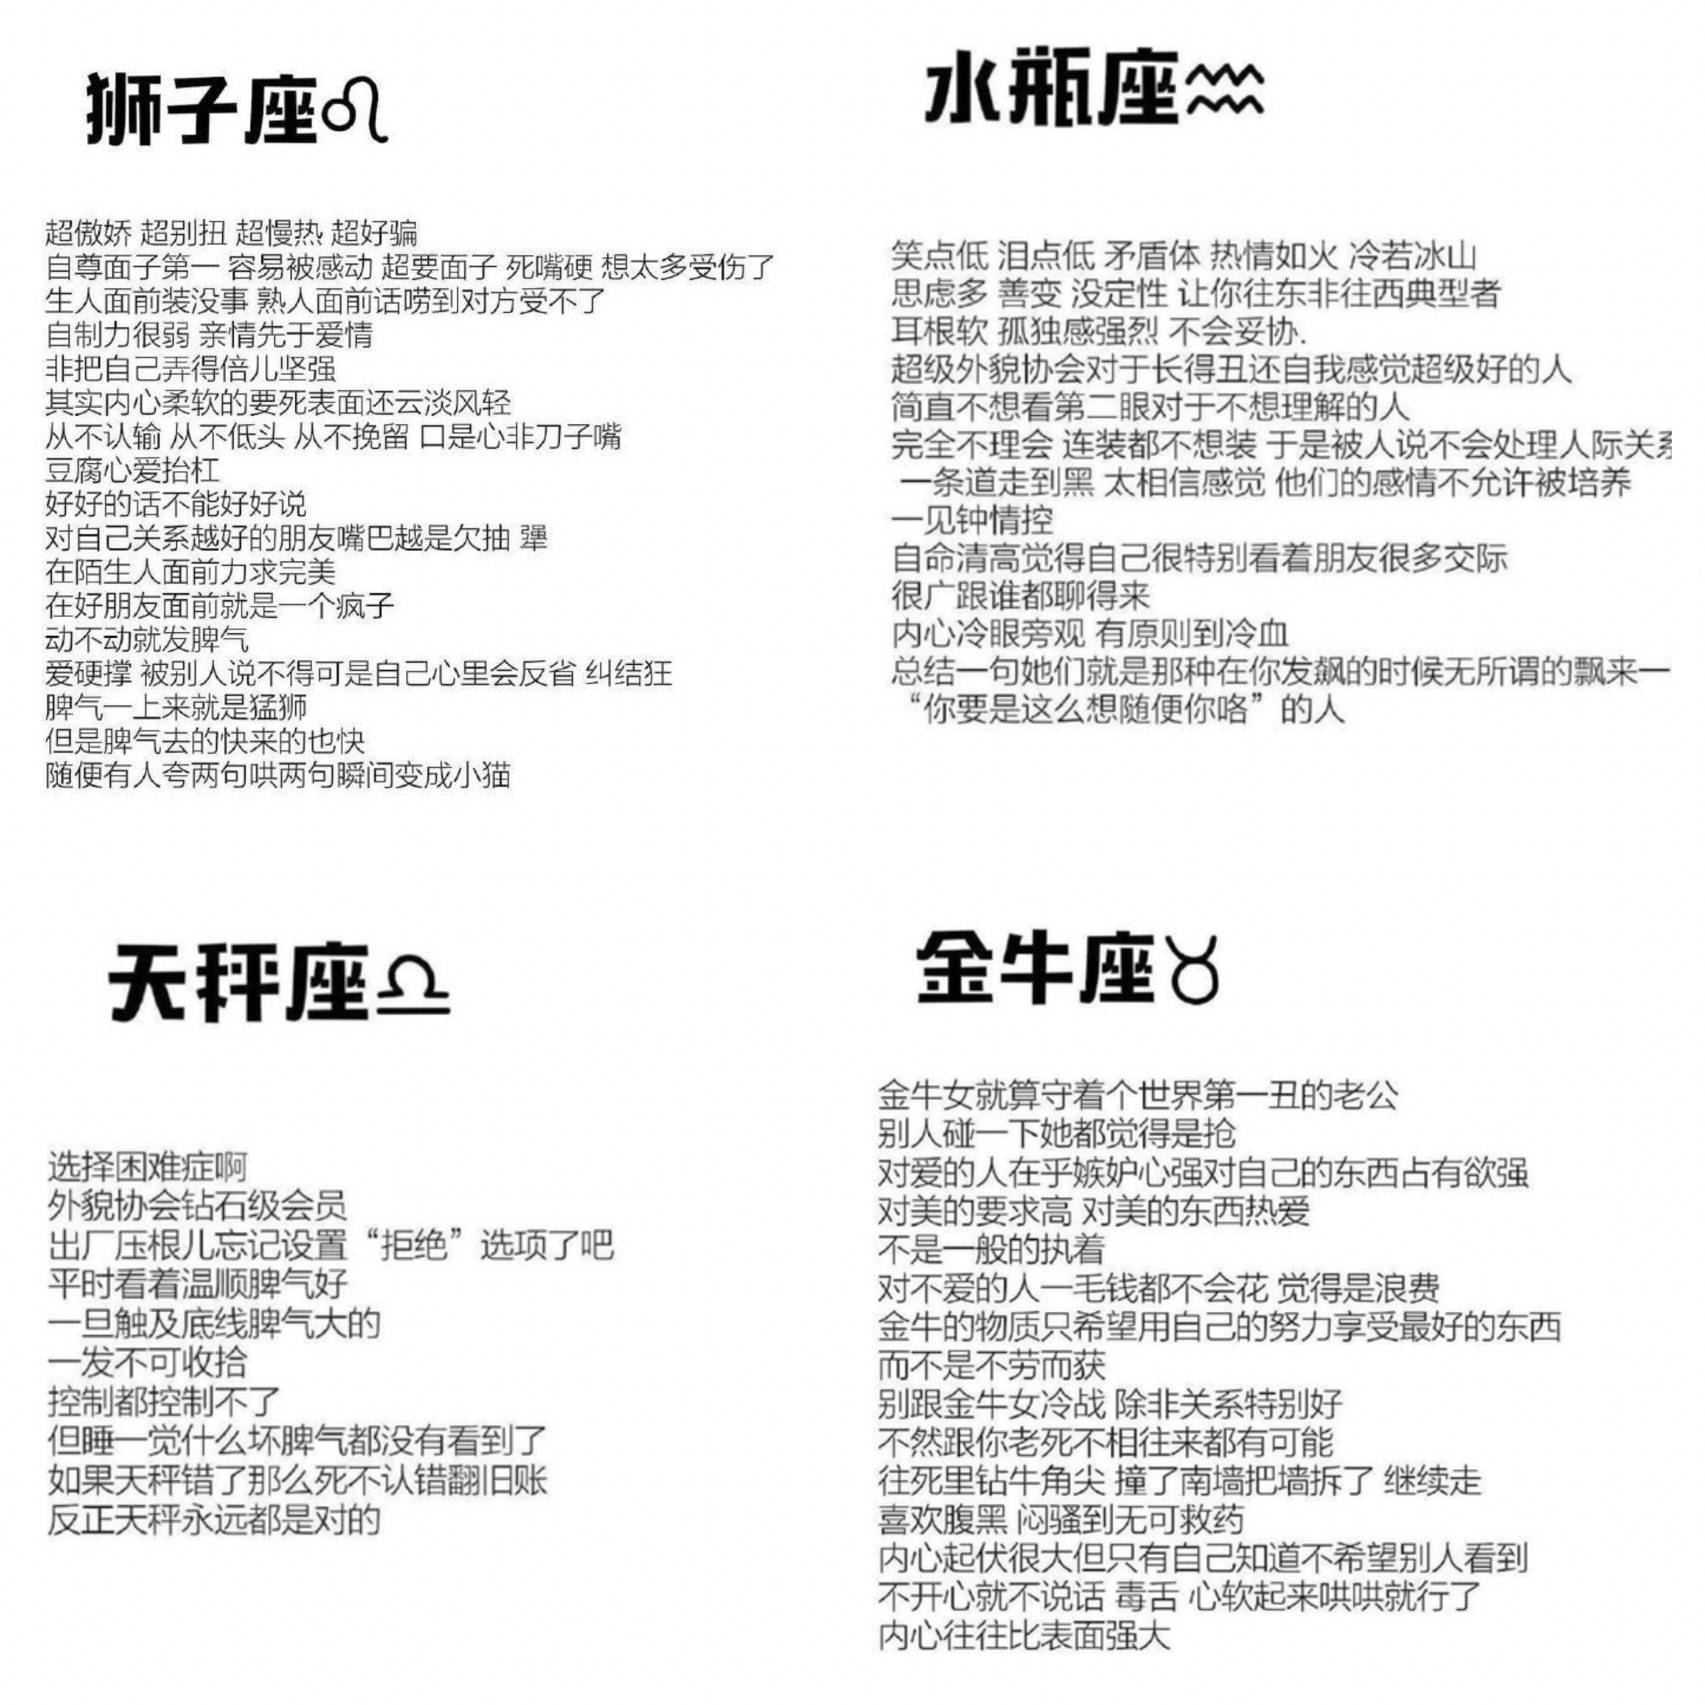 狮子座♌
超傲娇 超别扭 超慢热 超好骗
自尊面子第一 容易被感动 超要面子 死嘴硬 想太多受伤了
生人面前装没事 熟人面前话唠到对方受不了
自制力很弱 亲情先于爱情
非把自己弄得倍儿坚强
其实内心柔软的要死表面还云淡风轻
从不认输 从不低头 从不挽留 口是心非刀子嘴
豆腐心爱抬杠
好好的话不能好好说
对自己关系越好的朋友嘴巴越是欠抽 犟
在陌生人面前力求完美
在好朋友面前就是一个疯子
动不动就发脾气
爱硬撑 被别人说不得可是自己心里会反省 纠结狂
脾气一上来就是猛狮
但是脾气去的快来的也快
随便有人夸两句哄两句瞬间变成小猫
水瓶座♒
笑点低 泪点低 矛盾体 热情如火 冷若冰山
思虑多 善变 没定性 让你往东非往西典型者
耳根软 孤独感强烈 不会妥协.
超级外貌协会对于长得丑还自我感觉超级好的人
简直不想看第二眼对于不想理解的人
完全不理会 连装都不想装 于是被人说不会处理人际关系
一条道走到黑 太相信感觉 他们的感情不允许被培养
一见钟情控
自命清高觉得自己很特别看着朋友很多交际
很广跟谁都聊得来
内心冷眼旁观 有原则到冷血
总结一句她们就是那种在你发飙的时候无所谓的飘来一
“你要是这么想随便你咯”的人
天秤座♎
选择困难症啊
外貌协会钻石级会员
出厂压根儿忘记设置“拒绝”选项了吧
平时看着温顺脾气好
一旦触及底线脾气大的
一发不可收拾
控制都控制不了
但睡一觉什么坏脾气都没有看到了
如果天秤错了那么死不认错翻旧账
反正天秤永远都是对的
金牛座♉
金牛女就算守着个世界第一丑的老公
别人碰一下她都觉得是抢
对爱的人在乎嫉妒心强对自己的东西占有欲强
对美的要求高 对美的东西热爱
不是一般的执着
对不爱的人一毛钱都不会花 觉得是浪费
金牛的物质只希望用自己的努力享受最好的东西
而不是不劳而获
别跟金牛女冷战 除非关系特别好
不然跟你老死不相往来都有可能
往死里钻牛角尖 撞了南墙把墙拆了 继续走
喜欢腹黑 闷骚到无可救药
内心起伏很大但只有自己知道不希望别人看到
不开心就不说话 毒舌 心软起来哄哄就行了
内心往往比表面强大